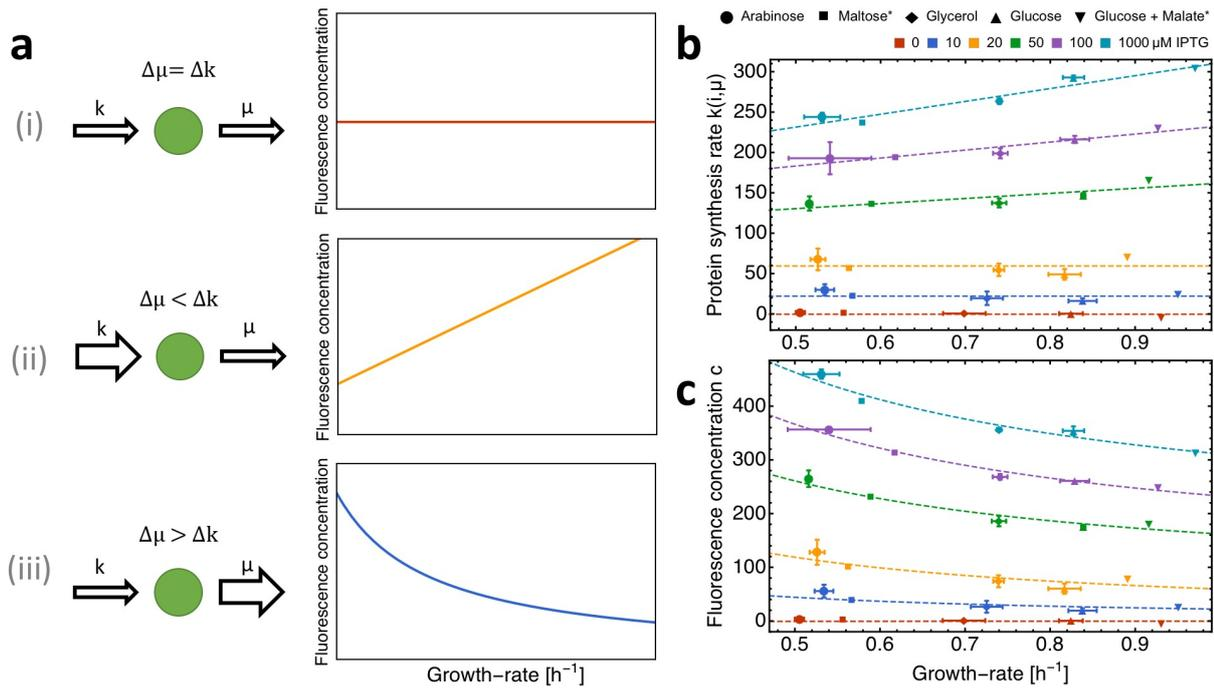 a
(i)
Δμ= Δk
k
μ
Fluorescence concentration
(ii)
Δμ < Δk
k
μ
Fluorescence concentration
(iii)
Δμ > Δk
k
μ
Fluorescence concentration
Growth−rate [h⁻¹]
Arabinose Maltose* Glycerol Glucose Glucose + Malate*
0 10 20 50 100 1000 μM IPTG
b
Protein synthesis rate k(i,μ)
300
250
200
150
100
50
0
0.5 0.6 0.7 0.8 0.9
c
Fluorescence concentration c
400
300
200
100
0
0.5 0.6 0.7 0.8 0.9
Growth−rate [h⁻¹]